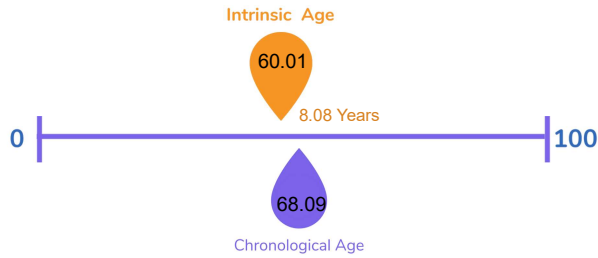 Intrinsic Age
60.01
8.08 Years
0
100
68.09
Chronological Age